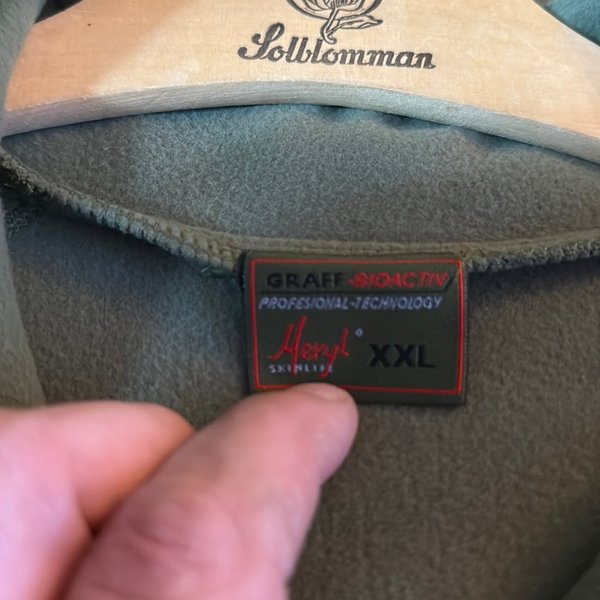 Solblomman
GRAFF-BIOACTIV
PROFESIONAL-TECHNOLOGY
Meryl
SKINLIFE
XXL